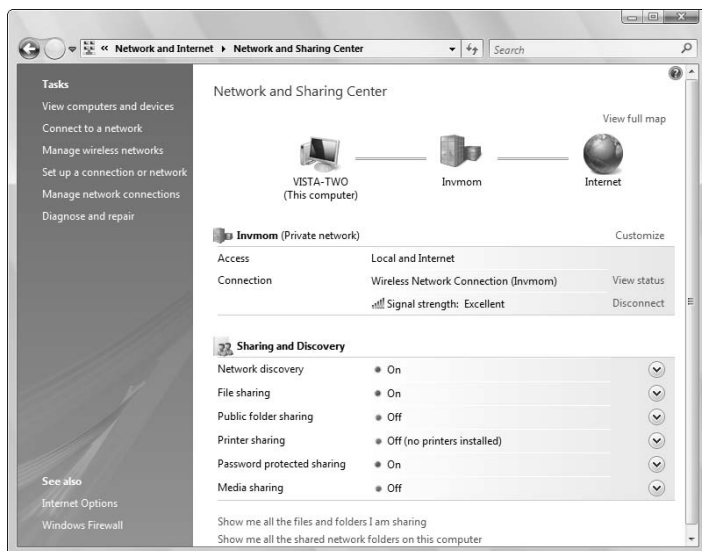 « Network and Internet ▸ Network and Sharing Center
Search
Tasks
View computers and devices
Connect to a network
Manage wireless networks
Set up a connection or network
Manage network connections
Diagnose and repair
See also
Internet Options
Windows Firewall
Network and Sharing Center
View full map
VISTA-TWO
(This computer)
Invmom
Internet
Invmom (Private network)
Customize
Access Local and Internet
Connection Wireless Network Connection (Invmom) View status
Signal strength: Excellent Disconnect
Sharing and Discovery
Network discovery On
File sharing On
Public folder sharing Off
Printer sharing Off (no printers installed)
Password protected sharing On
Media sharing Off
Show me all the files and folders I am sharing
Show me all the shared network folders on this computer